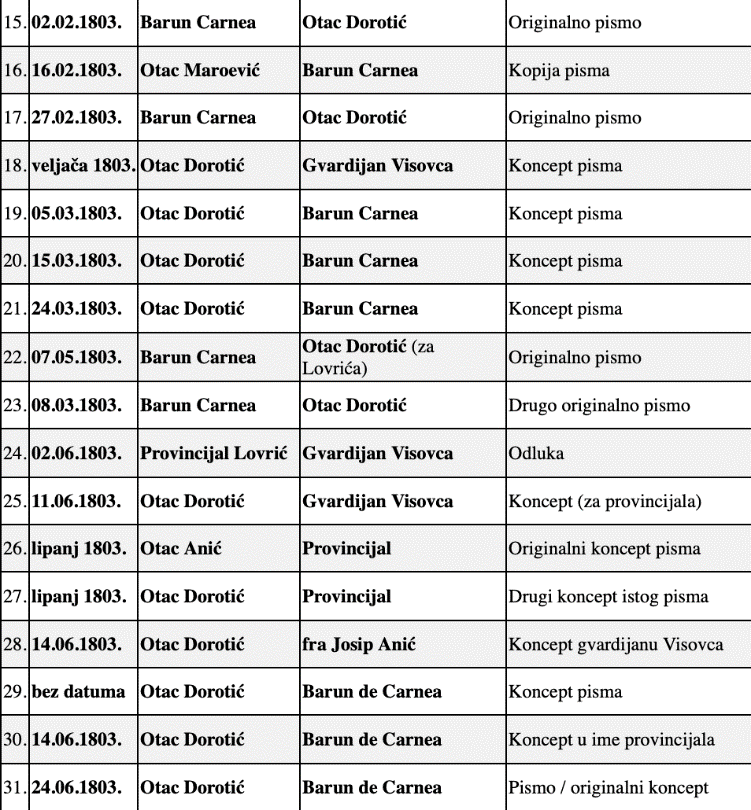 15. 02.02.1803. Barun Carnea Otac Dorotić Originalno pismo
16. 16.02.1803. Otac Maroević Barun Carnea Kopija pisma
17. 27.02.1803. Barun Carnea Otac Dorotić Originalno pismo
18. veljača 1803. Otac Dorotić Gvardijan Visovca Koncept pisma
19. 05.03.1803. Otac Dorotić Barun Carnea Koncept pisma
20. 15.03.1803. Otac Dorotić Barun Carnea Koncept pisma
21. 24.03.1803. Otac Dorotić Barun Carnea Koncept pisma
22. 07.05.1803. Barun Carnea Otac Dorotić (za Lovrića) Originalno pismo
23. 08.03.1803. Barun Carnea Otac Dorotić Drugo originalno pismo
24. 02.06.1803. Provincijal Lovrić Gvardijan Visovca Odluka
25. 11.06.1803. Otac Dorotić Gvardijan Visovca Koncept (za provincijala)
26. lipanj 1803. Otac Anić Provincijal Originalni koncept pisma
27. lipanj 1803. Otac Dorotić Provincijal Drugi koncept istog pisma
28. 14.06.1803. Otac Dorotić fra Josip Anić Koncept gvardijanu Visovca
29. bez datuma Otac Dorotić Barun de Carnea Koncept pisma
30. 14.06.1803. Otac Dorotić Barun de Carnea Koncept u ime provincijala
31. 24.06.1803. Otac Dorotić Barun de Carnea Pismo / originalni koncept